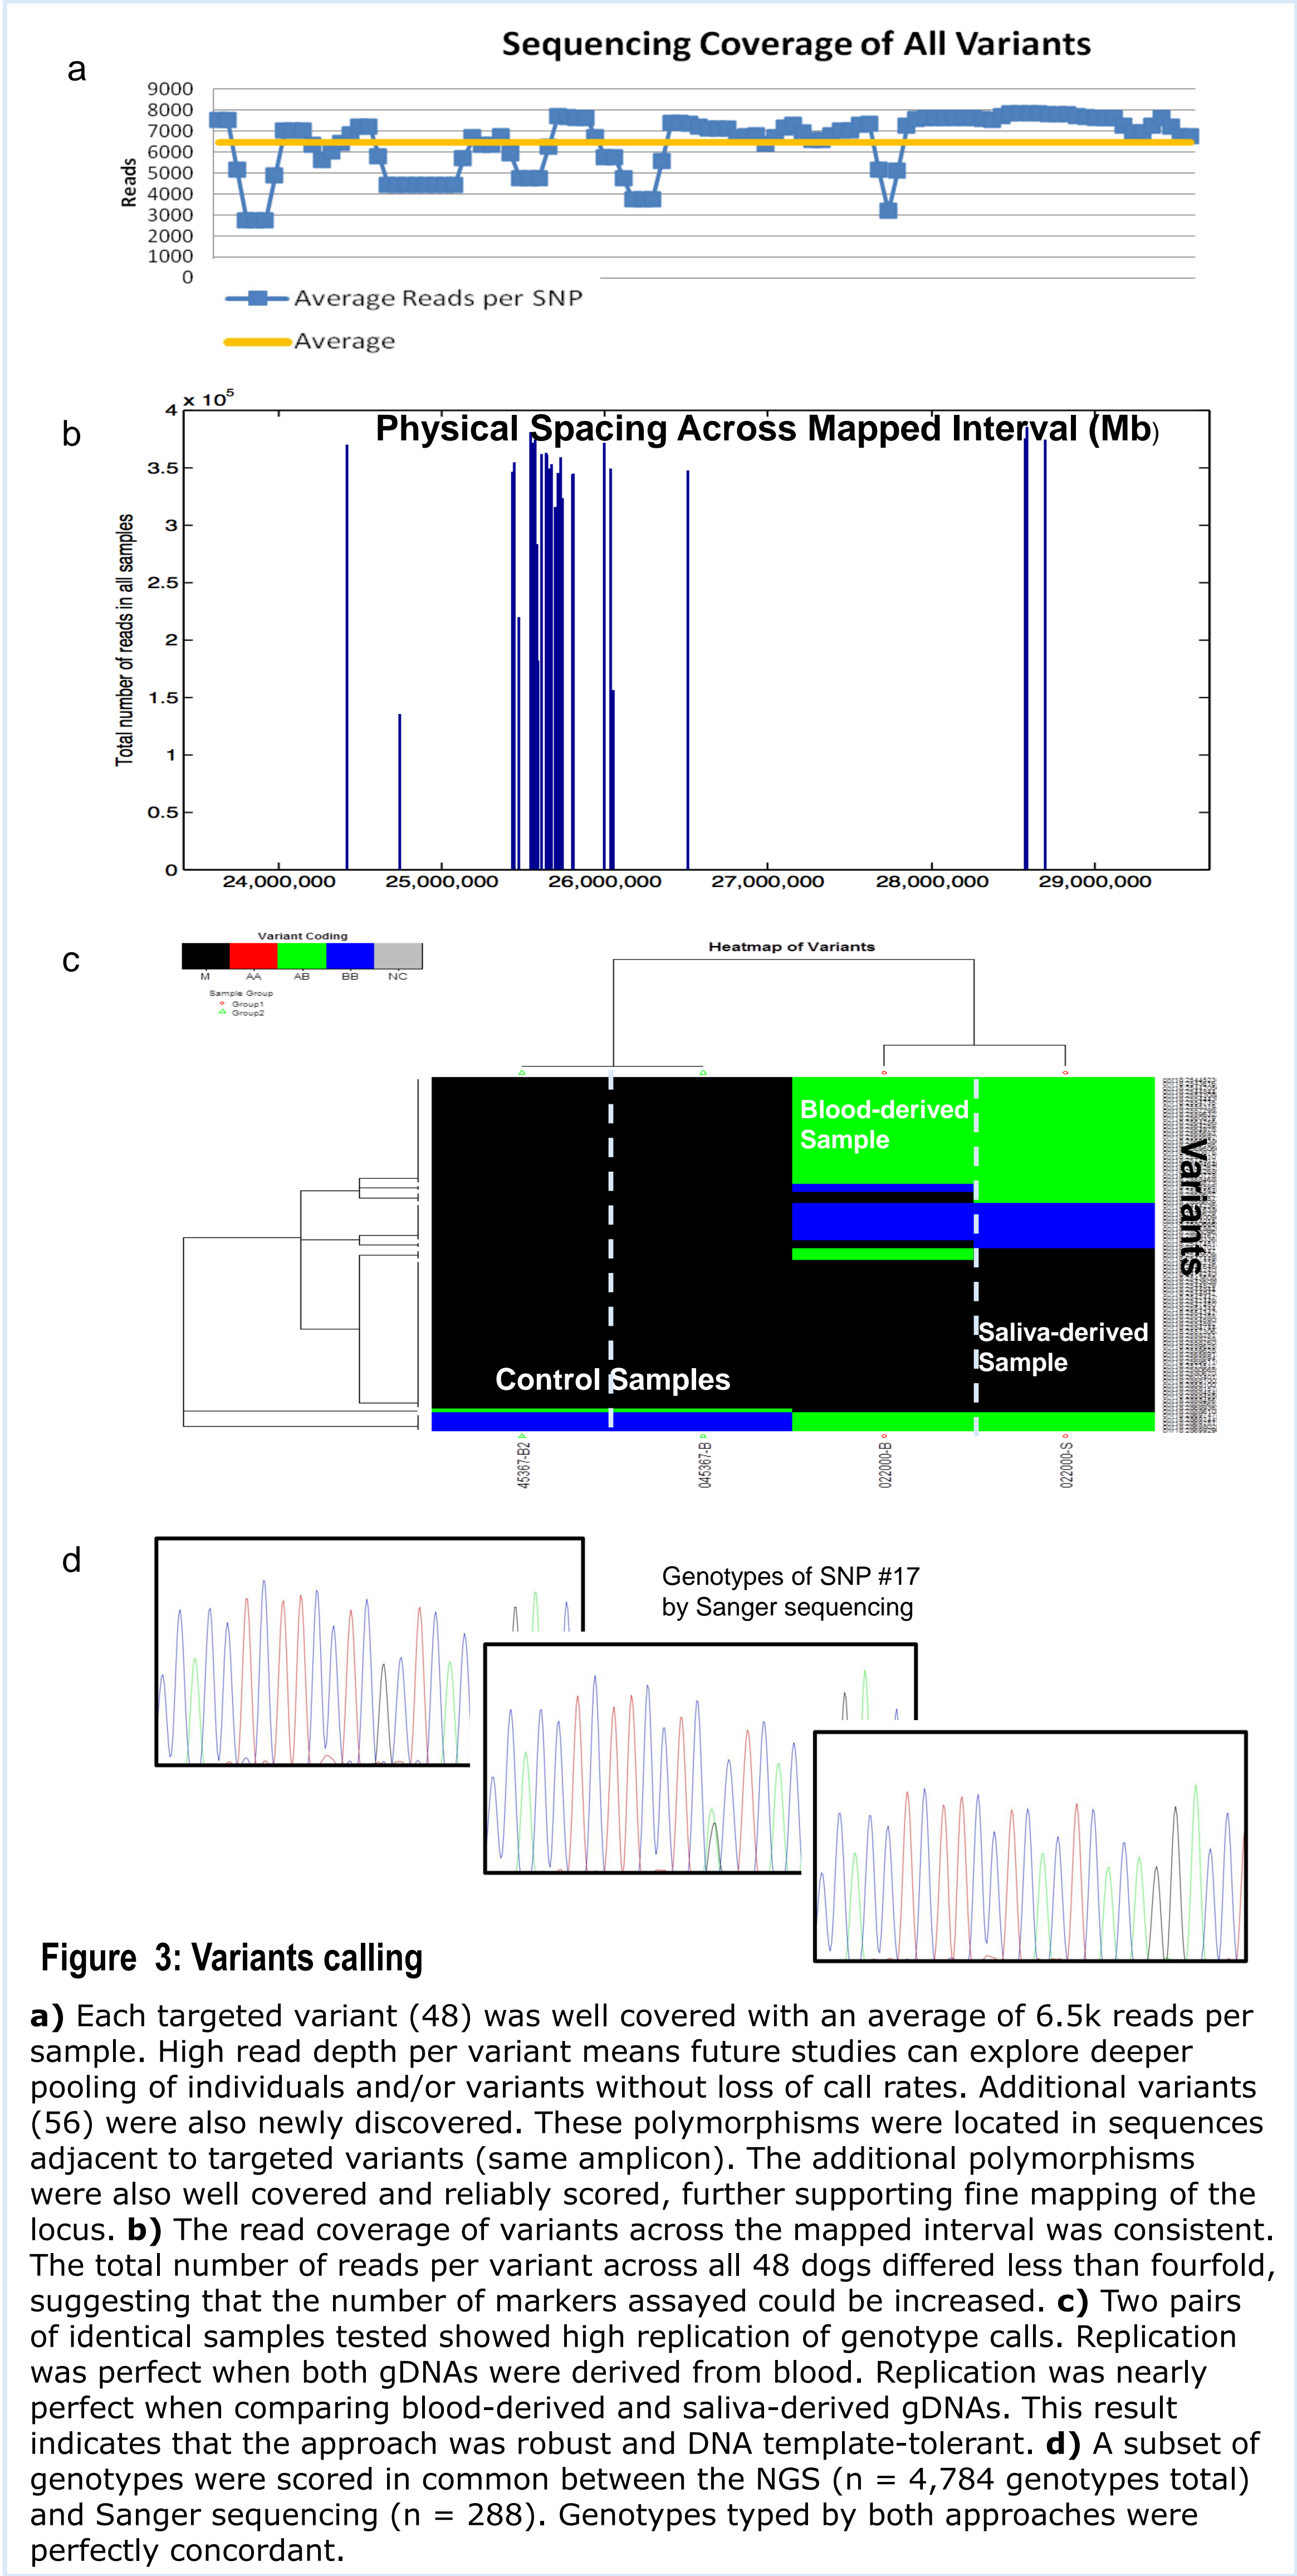 Sequencing Coverage of All Variants
a
9000
8000
7000
6000
5000
4000
3000
2000
1000
0
Reads
Average Reads per SNP
Average
b
x 10^5
Physical Spacing Across Mapped Interval (Mb)
4
3.5
3
2.5
2
1.5
1
0.5
0
Total number of reads in all samples
24,000,000 25,000,000 26,000,000 27,000,000 28,000,000 29,000,000
c
Variant Coding
M AA AB BB NC
Sample Group
Group1
Group2
Heatmap of Variants
Blood-derived
Sample
Variants
Saliva-derived
Sample
Control Samples
45367-B2 045367-B 022000-B 022000-S
d
Genotypes of SNP #17
by Sanger sequencing
Figure 3: Variants calling
a) Each targeted variant (48) was well covered with an average of 6.5k reads per
sample. High read depth per variant means future studies can explore deeper
pooling of individuals and/or variants without loss of call rates. Additional variants
(56) were also newly discovered. These polymorphisms were located in sequences
adjacent to targeted variants (same amplicon). The additional polymorphisms
were also well covered and reliably scored, further supporting fine mapping of the
locus. b) The read coverage of variants across the mapped interval was consistent.
The total number of reads per variant across all 48 dogs differed less than fourfold,
suggesting that the number of markers assayed could be increased. c) Two pairs
of identical samples tested showed high replication of genotype calls. Replication
was perfect when both gDNAs were derived from blood. Replication was nearly
perfect when comparing blood-derived and saliva-derived gDNAs. This result
indicates that the approach was robust and DNA template-tolerant. d) A subset of
genotypes were scored in common between the NGS (n = 4,784 genotypes total)
and Sanger sequencing (n = 288). Genotypes typed by both approaches were
perfectly concordant.